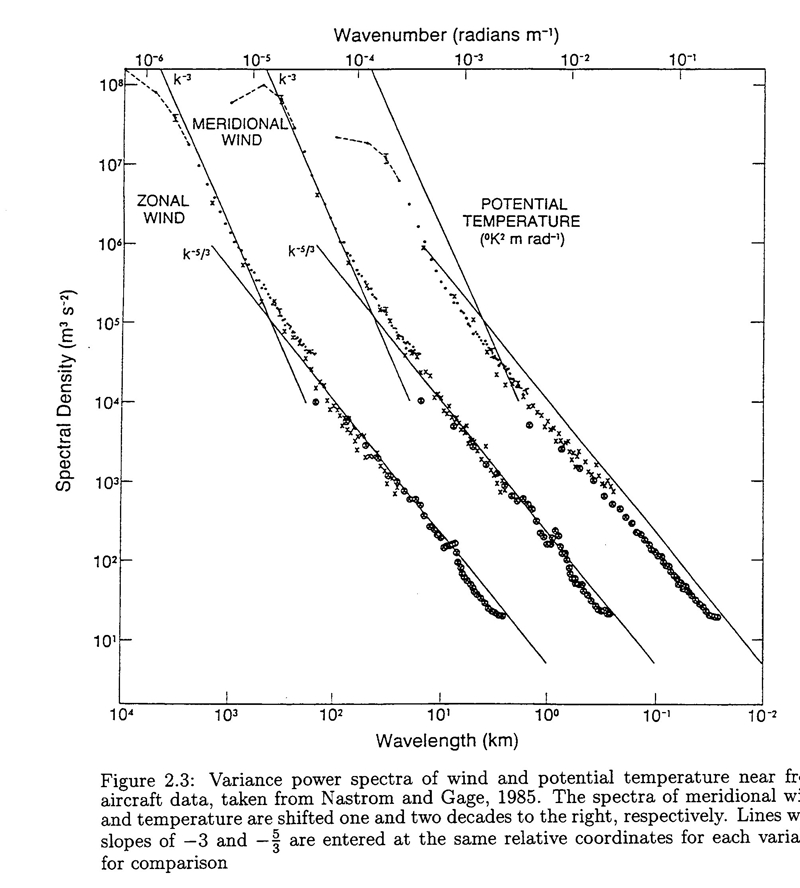 Wavenumber (radians m⁻¹)
10⁻⁶ 10⁻⁵ 10⁻⁴ 10⁻³ 10⁻² 10⁻¹
10⁸
k⁻³
k⁻³
MERIDIONAL
WIND
10⁷
ZONAL
WIND
POTENTIAL
TEMPERATURE
(⁰K² m rad⁻¹)
10⁶
k⁻⁵/³
k⁻⁵/³
Spectral Density (m³ s⁻²)
10⁵
10⁴
10³
10²
10¹
10⁴ 10³ 10² 10¹ 10⁰ 10⁻¹ 10⁻²
Wavelength (km)
Figure 2.3: Variance power spectra of wind and potential temperature near
aircraft data, taken from Nastrom and Gage, 1985. The spectra of meridional
and temperature are shifted one and two decades to the right, respectively. Lines
slopes of −3 and −5/3 are entered at the same relative coordinates for each
for comparison